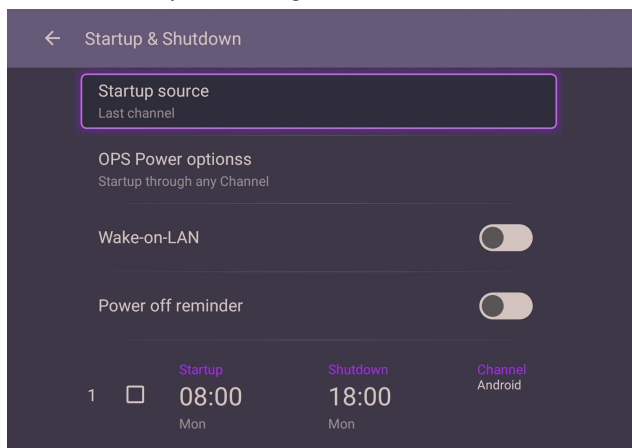 Startup & Shutdown
Startup source
Last channel
OPS Power optionss
Startup through any Channel
Wake-on-LAN
Power off reminder
Startup Shutdown Channel
1 08:00 18:00 Android
Mon Mon